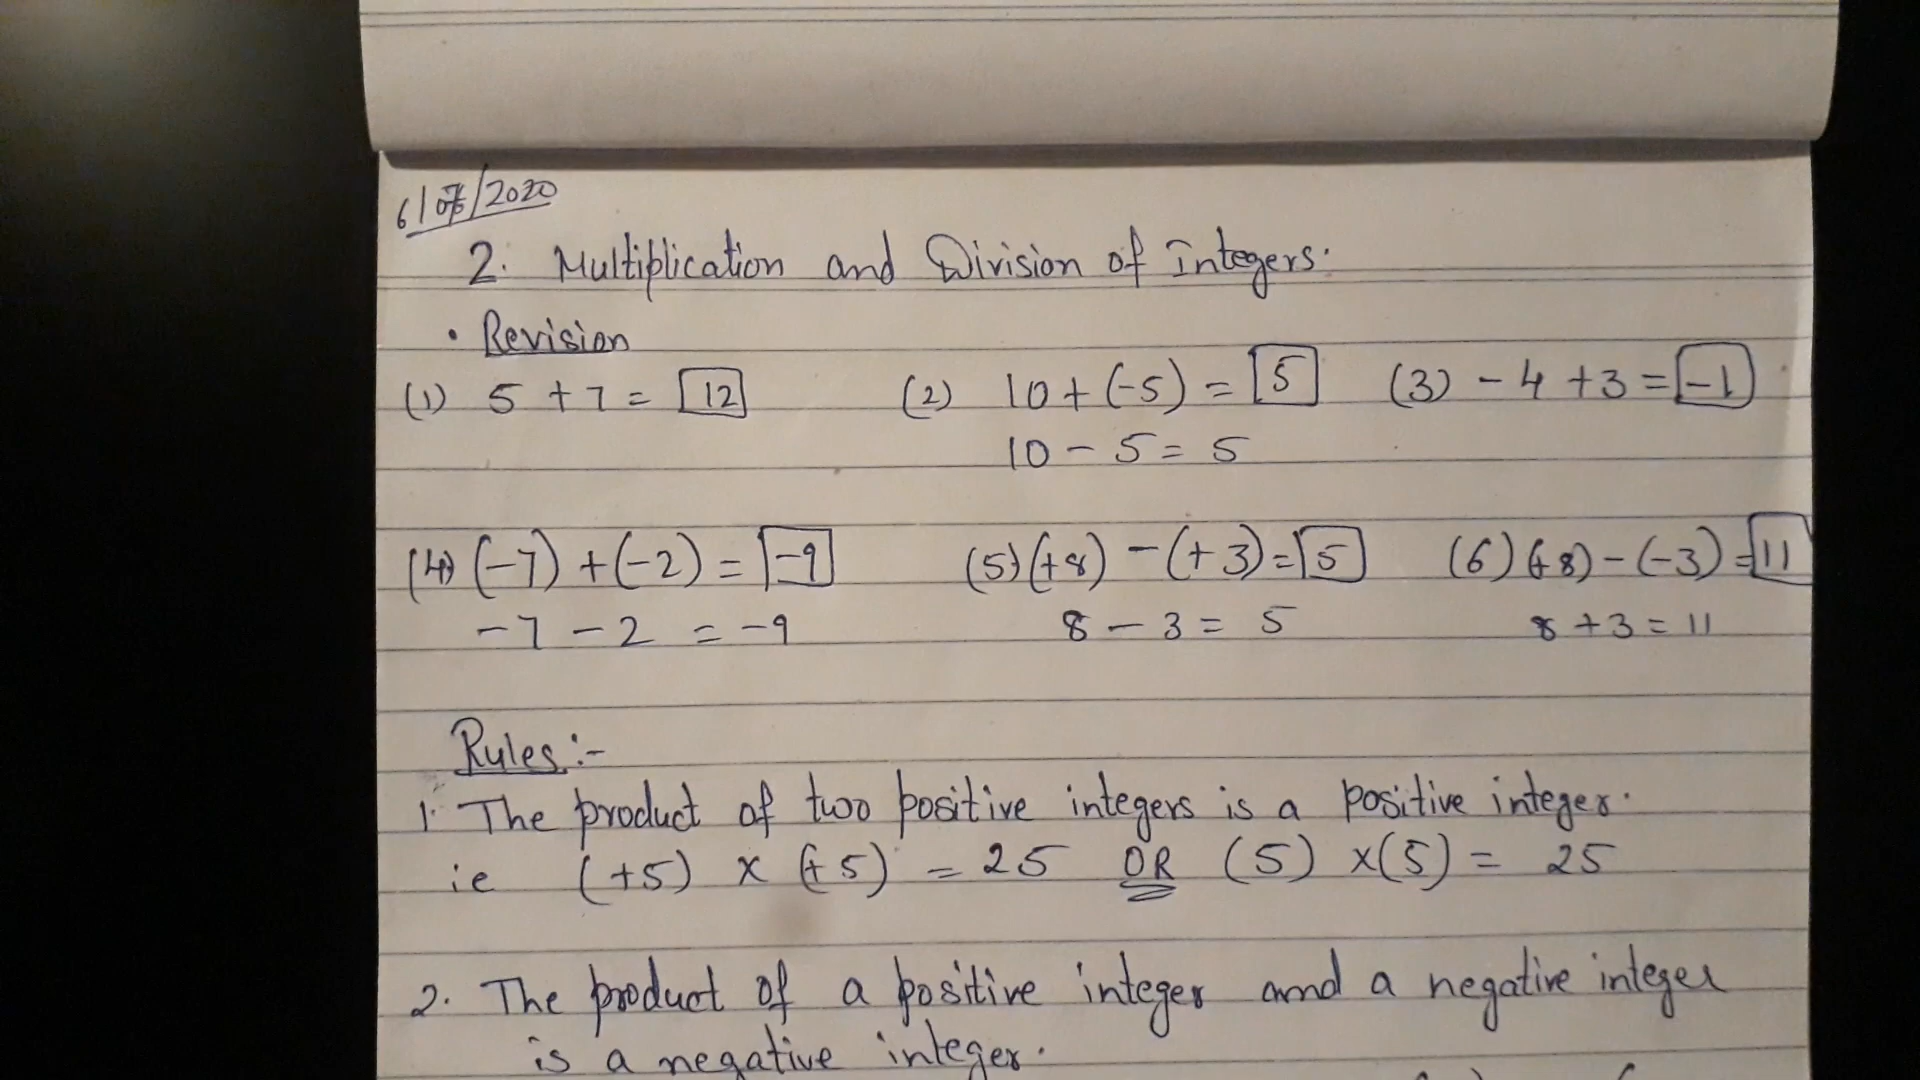 6/07/2020
2. Multiplication and Division of Integers.
• Revision
(1) 5 + 7 = 12 (2) 10 + (-5) = 5 (3) - 4 + 3 = -1
10 - 5 = 5
(4) (-7) + (-2) = -9 (5) (+8) - (+3) = 5 (6) (+8) - (-3) = 11
-7 - 2 = -9 8 - 3 = 5 8 + 3 = 11
Rules :-
1. The product of two positive integers is a positive integer.
ie (+5) x (+5) = 25 OR (5) x (5) = 25
2. The product of a positive integer and a negative integer
is a negative integer.